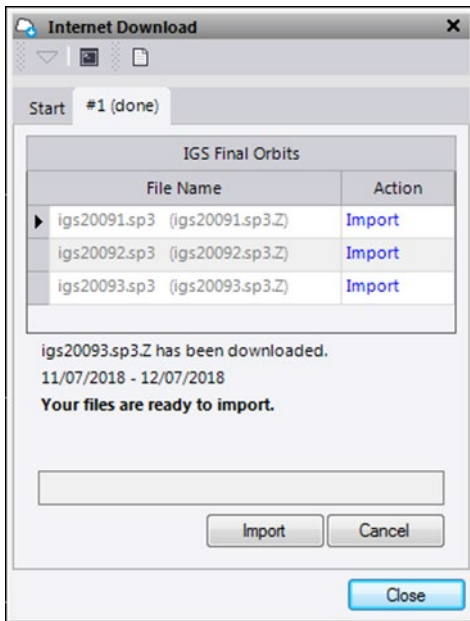 Internet Download
Start #1 (done)
IGS Final Orbits
File Name Action
igs20091.sp3 (igs20091.sp3.Z) Import
igs20092.sp3 (igs20092.sp3.Z) Import
igs20093.sp3 (igs20093.sp3.Z) Import
igs20093.sp3.Z has been downloaded.
11/07/2018 - 12/07/2018
Your files are ready to import.
Import Cancel
Close